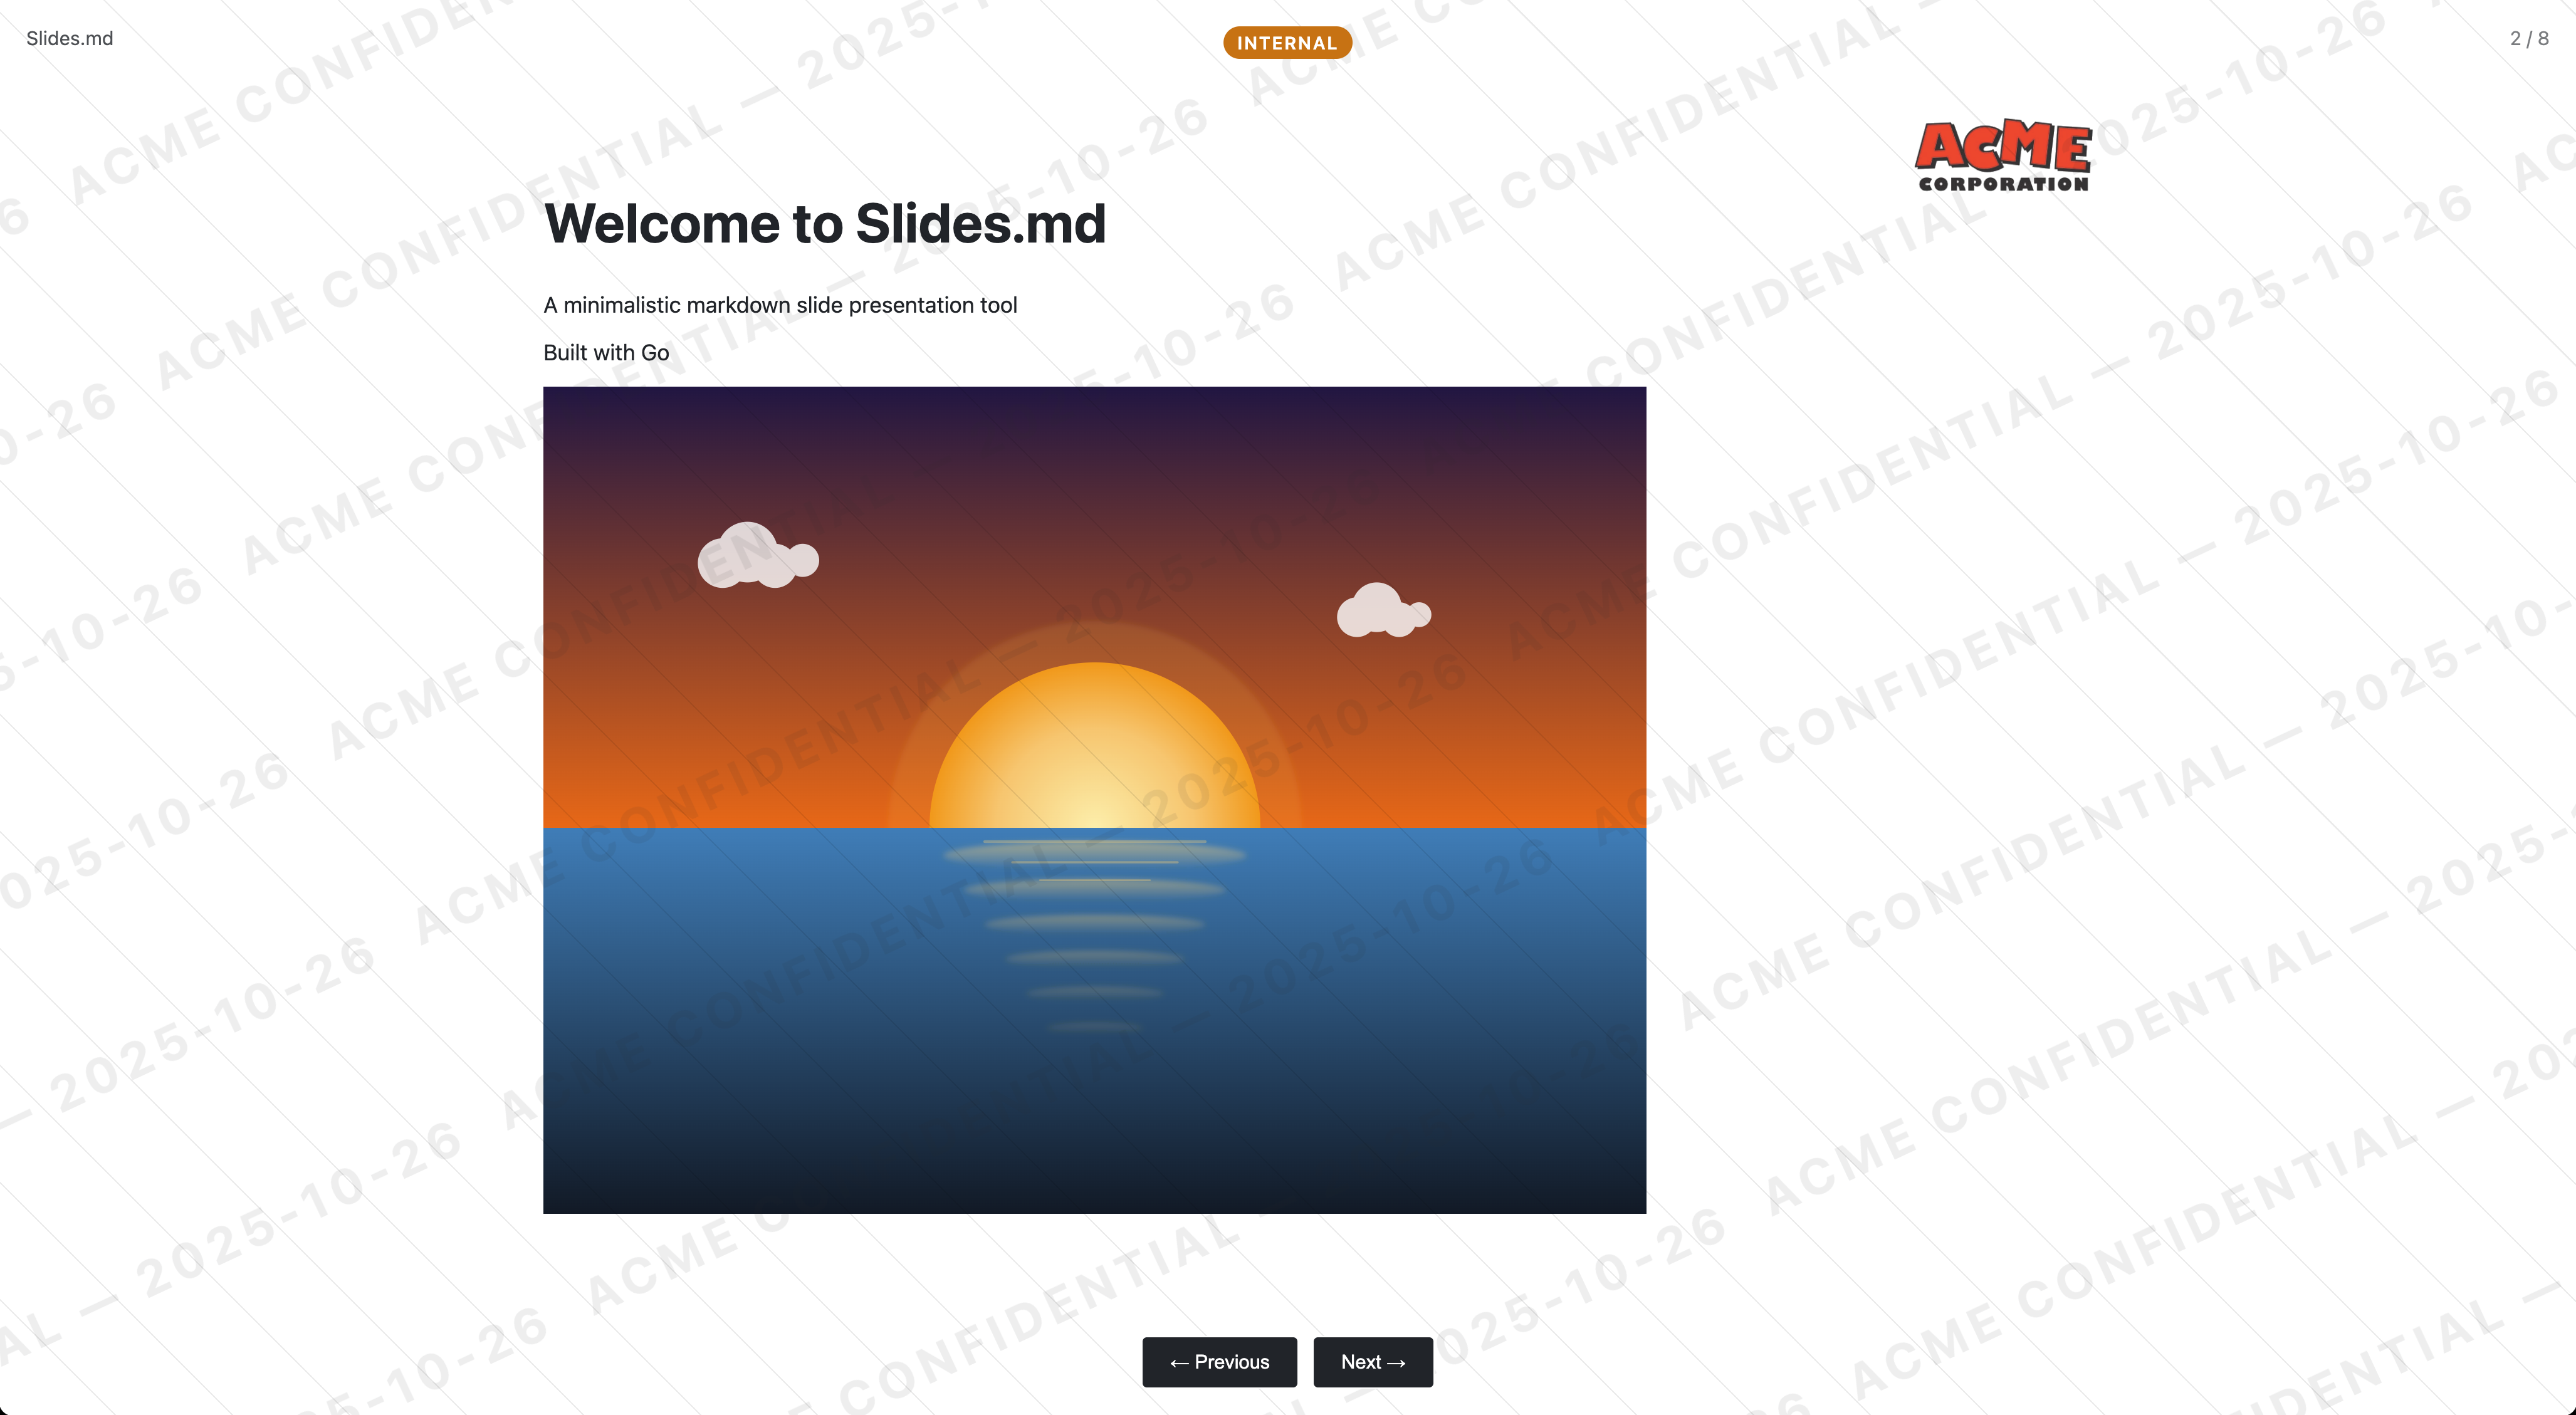 Slides.md
INTERNAL
2 / 8
ACME
CORPORATION
Welcome to Slides.md
A minimalistic markdown slide presentation tool
Built with Go
ACME CONFIDENTIAL — 2025-10-26
← Previous
Next →